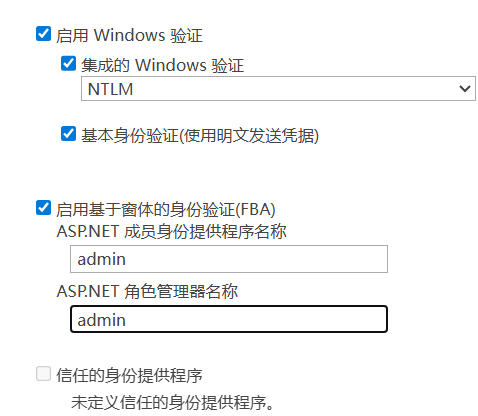 启用 Windows 验证
集成的 Windows 验证
NTLM
基本身份验证(使用明文发送凭据)
启用基于窗体的身份验证(FBA)
ASP.NET 成员身份提供程序名称
admin
ASP.NET 角色管理器名称
admin
信任的身份提供程序
未定义信任的身份提供程序。